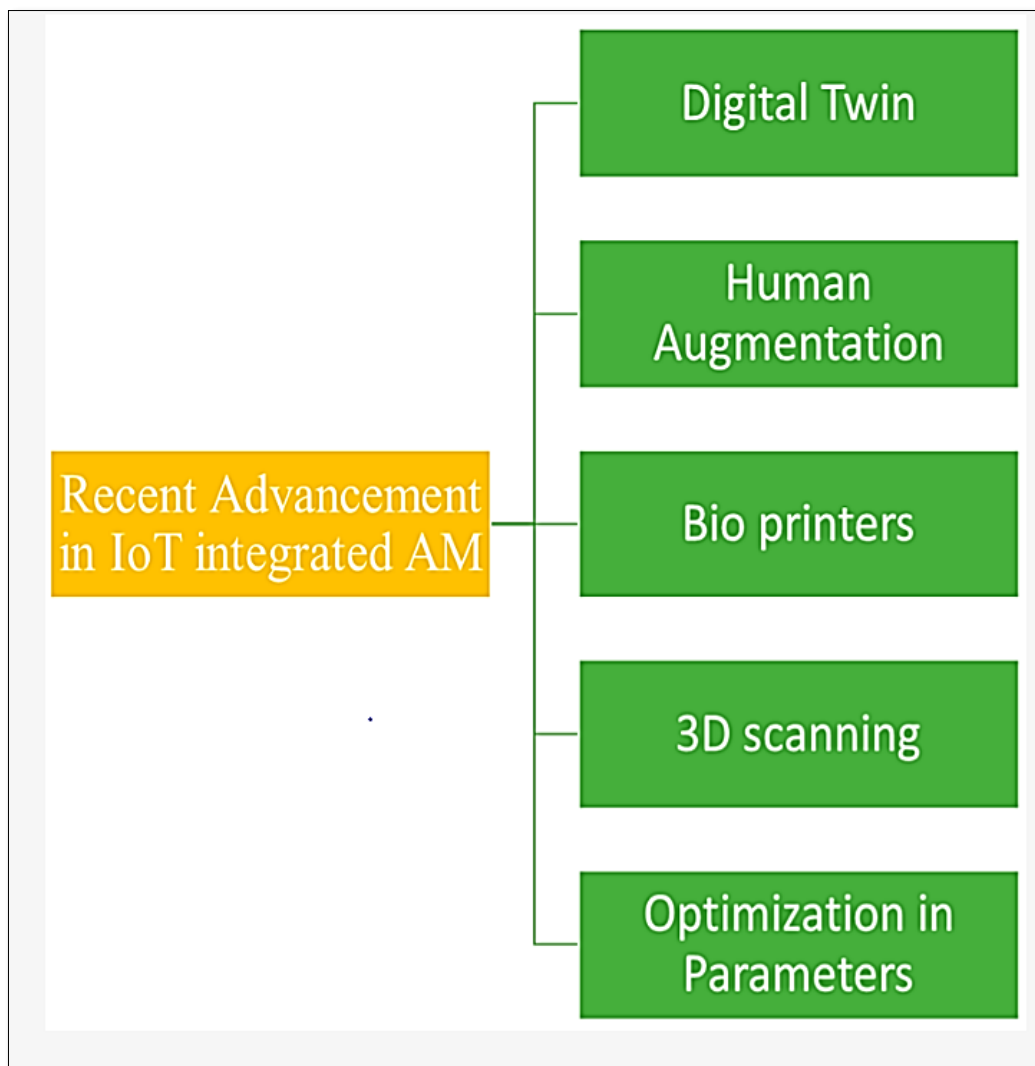 Digital Twin
Human
Augmentation
Recent Advancement
in IoT integrated AM
Bio printers
3D scanning
Optimization in
Parameters